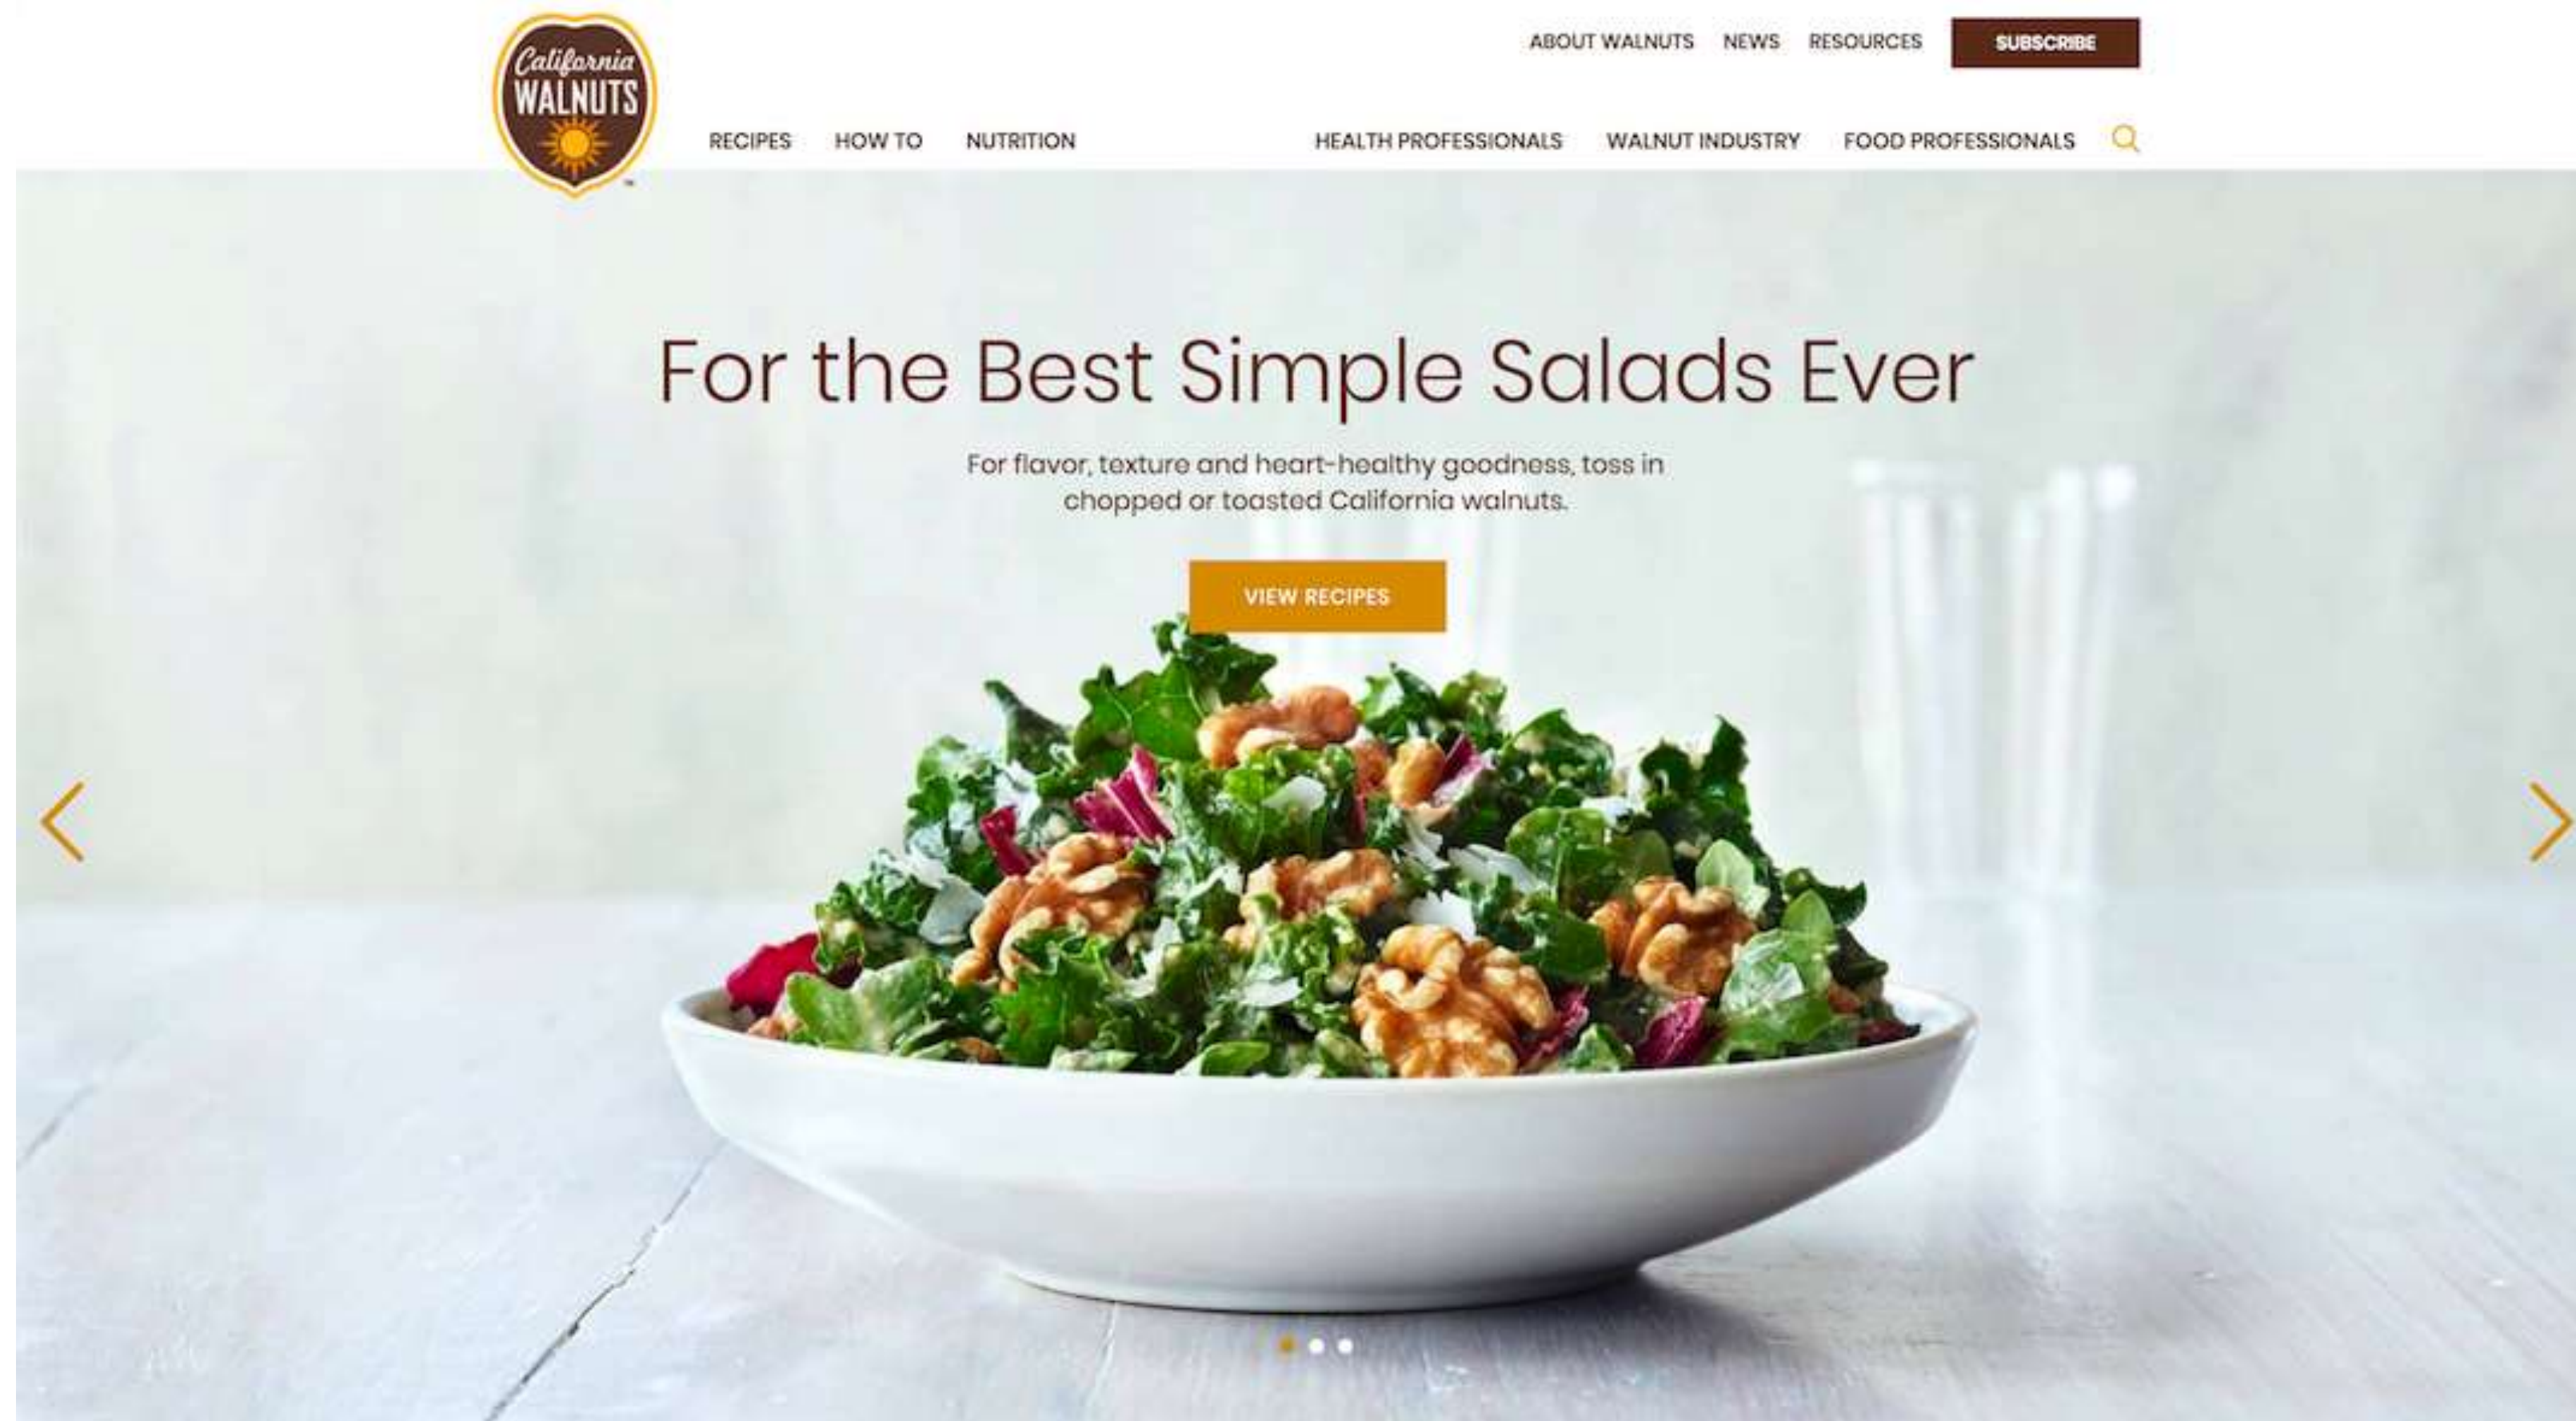 California
WALNUTS
ABOUT WALNUTS NEWS RESOURCES SUBSCRIBE
RECIPES HOW TO NUTRITION HEALTH PROFESSIONALS WALNUT INDUSTRY FOOD PROFESSIONALS
For the Best Simple Salads Ever
For flavor, texture and heart-healthy goodness, toss in
chopped or toasted California walnuts.
VIEW RECIPES